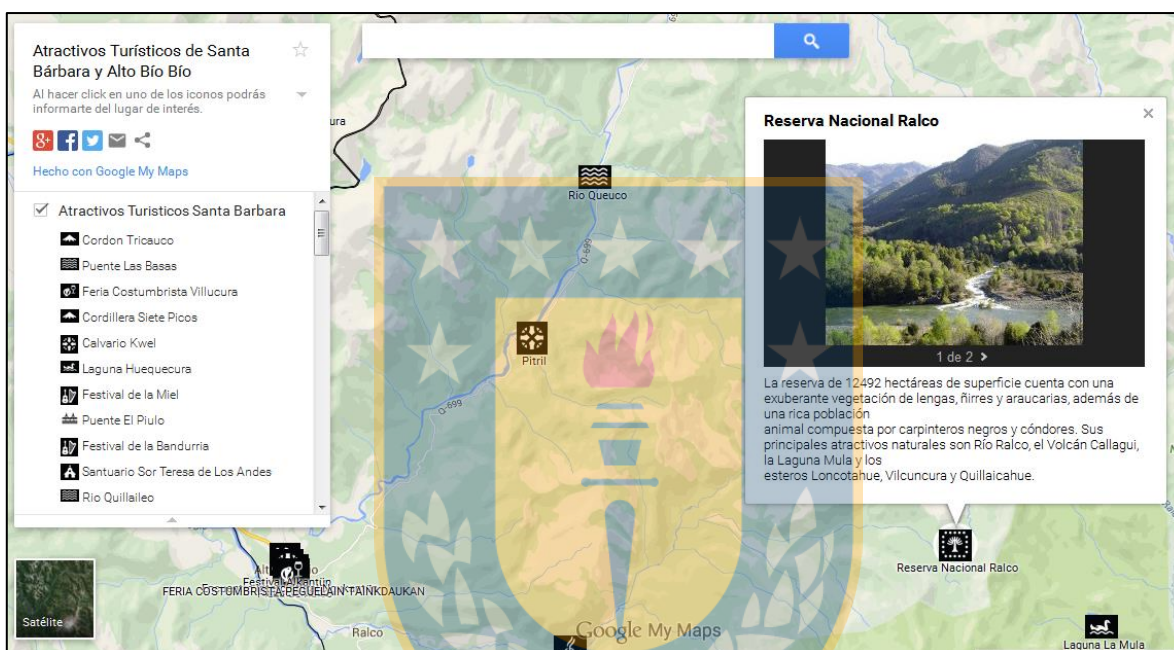 Atractivos Turísticos de Santa
Bárbara y Alto Bío Bío
Al hacer click en uno de los iconos podrás
informarte del lugar de interés.
Hecho con Google My Maps
Atractivos Turisticos Santa Barbara
Cordon Tricauco
Puente Las Basas
Feria Costumbrista Villucura
Cordillera Siete Picos
Calvario Kwel
Laguna Huequecura
Festival de la Miel
Puente El Piulo
Festival de la Bandurria
Santuario Sor Teresa de Los Andes
Rio Quillaileo
ura
Rio Queuco
Q-699
Pitril
Q-699
Reserva Nacional Ralco
1 de 2
La reserva de 12492 hectáreas de superficie cuenta con una
exuberante vegetación de lengas, ñirres y araucarias, además de
una rica población
animal compuesta por carpinteros negros y cóndores. Sus
principales atractivos naturales son Río Ralco, el Volcán Callagui,
la Laguna Mula y los
esteros Loncotahue, Vilcuncura y Quillaicahue.
Reserva Nacional Ralco
Festival Alkantün
FERIA COSTUMBRISTA PEGUELAIN TAIÑKDAUKAN
Satélite
Ralco
Google My Maps
Laguna La Mula